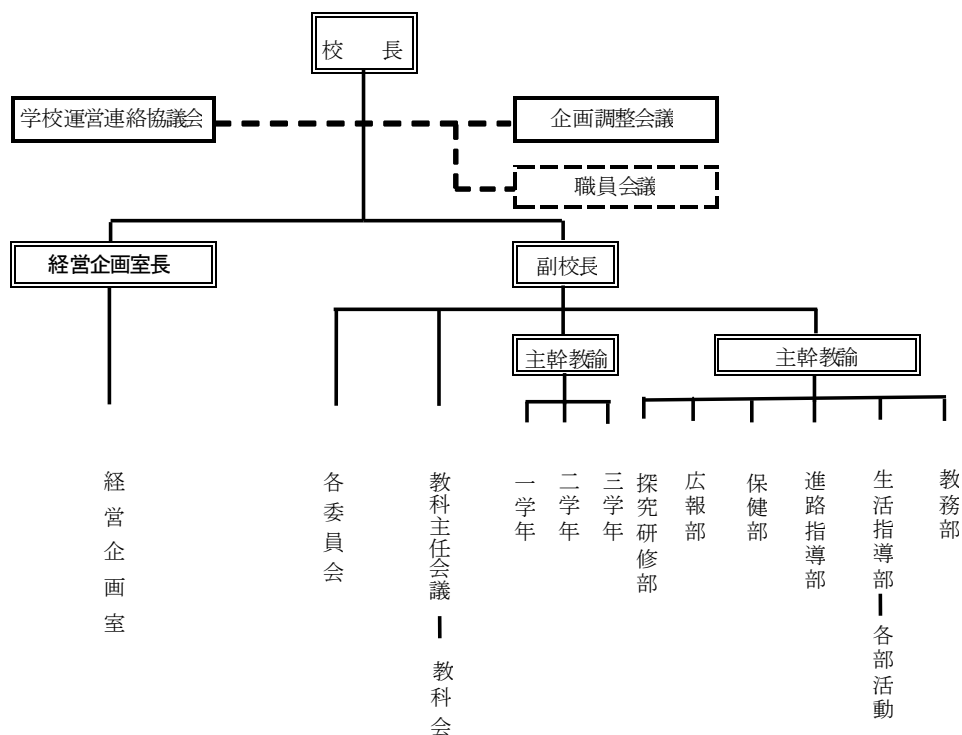 校　　長
学校運営連絡協議会
企画調整会議
職員会議
経営企画室長
副校長
主幹教諭
主幹教諭
経営企画室
各委員会
教科主任会議
教科会
一学年
二学年
三学年
探究研修部
広報部
保健部
進路指導部
生活指導部
各部活動
教務部